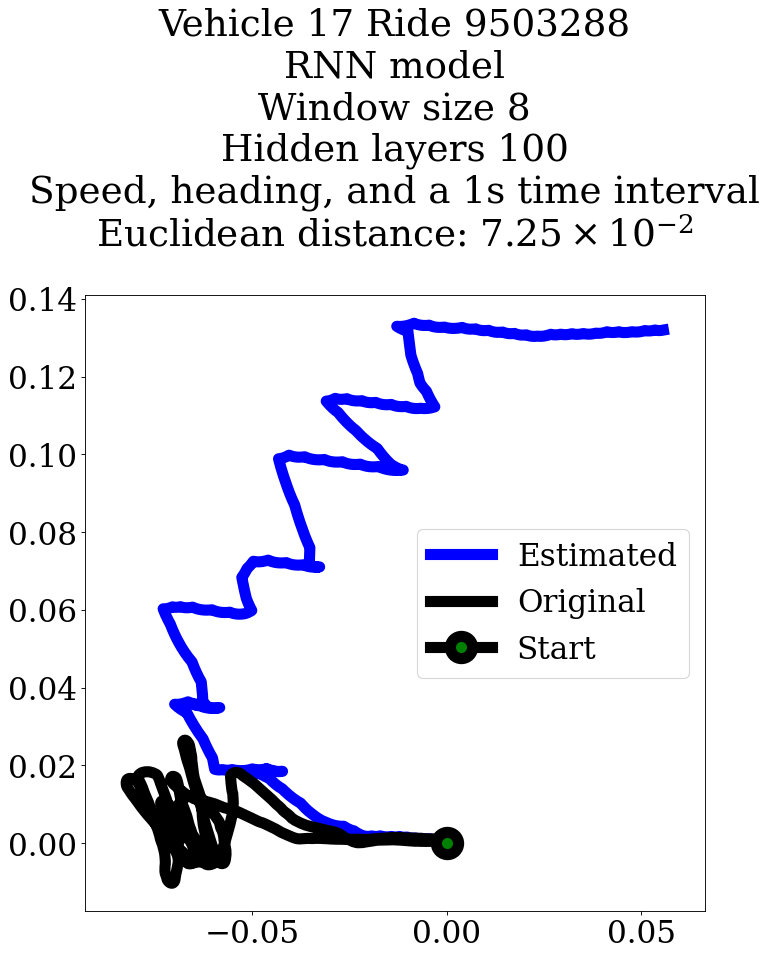 Vehicle 17 Ride 9503288
RNN model
Window size 8
Hidden layers 100
Speed, heading, and a 1s time interval
Euclidean distance: 7.25 × 10⁻²
0.14
0.12
0.10
0.08
0.06
0.04
0.02
0.00
Estimated
Original
Start
−0.05 0.00 0.05